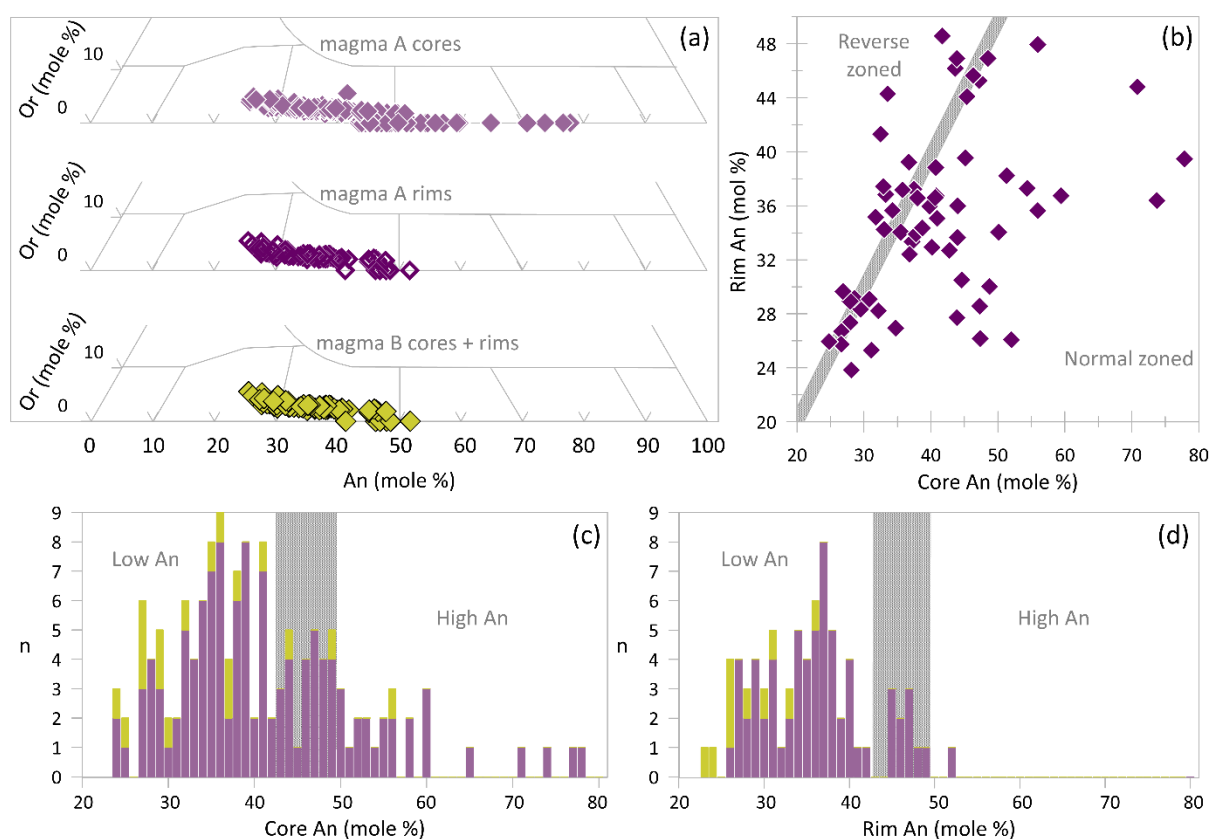 (a)
magma A cores
Or (mole %)
10
0
magma A rims
Or (mole %)
10
0
magma B cores + rims
Or (mole %)
10
0
0 10 20 30 40 50 60 70 80 90 100
An (mole %)
(b)
Reverse
zoned
Normal zoned
Rim An (mol %)
48
44
40
36
32
28
24
20
20 30 40 50 60 70 80
Core An (mole %)
(c)
Low An
High An
n
9
8
7
6
5
4
3
2
1
0
20 30 40 50 60 70 80
Core An (mole %)
(d)
Low An
High An
n
9
8
7
6
5
4
3
2
1
0
20 30 40 50 60 70 80
Rim An (mole %)